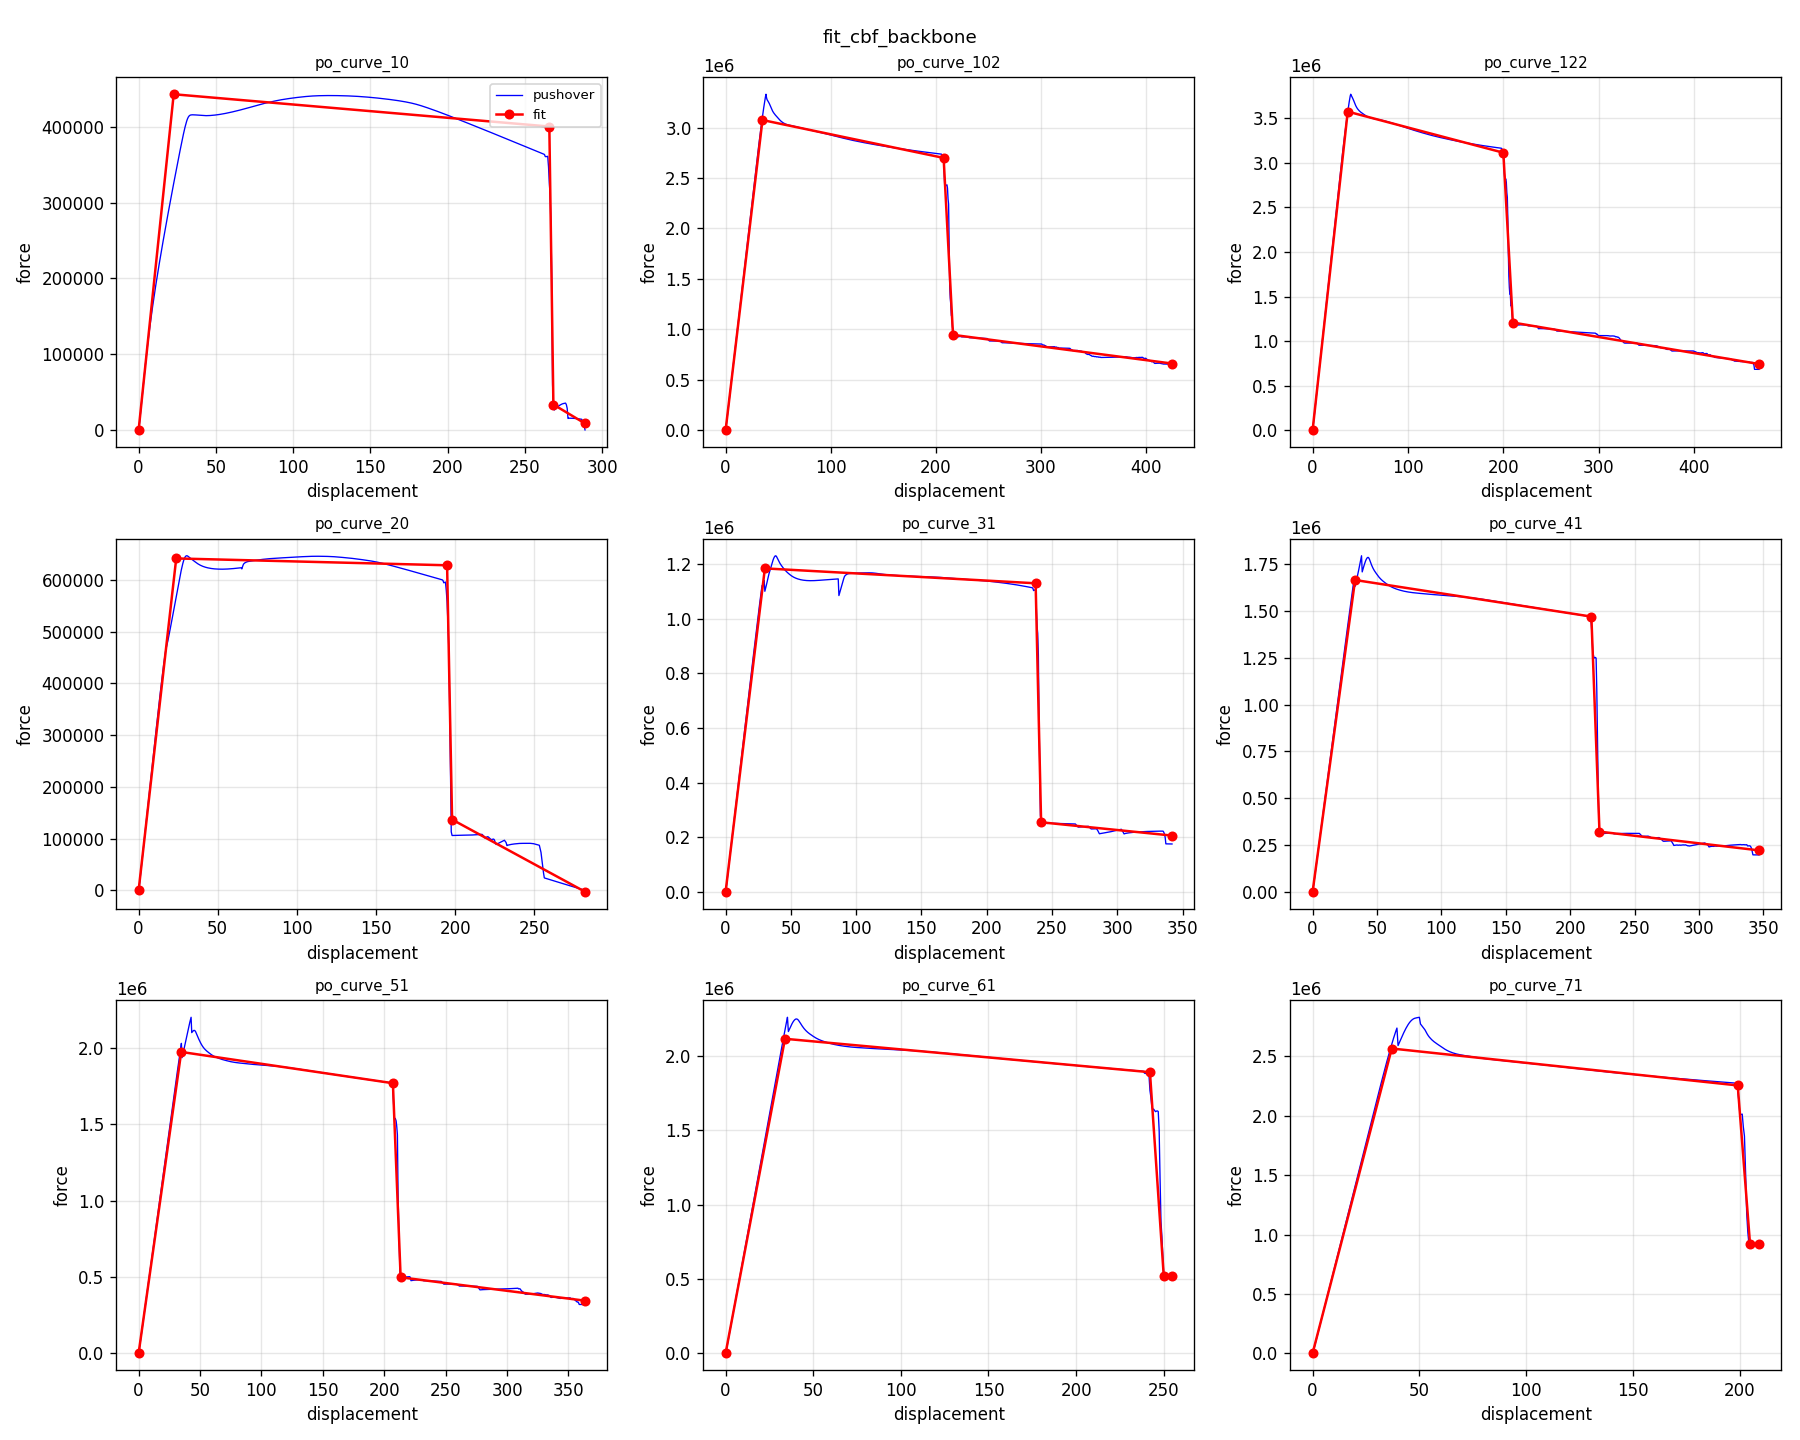 fit_cbf_backbone
po_curve_10
400000
300000
200000
100000
0
force
pushover
fit
0 50 100 150 200 250 300
displacement
po_curve_102
1e6
3.0
2.5
2.0
1.5
1.0
0.5
0.0
force
0 100 200 300 400
displacement
po_curve_122
1e6
3.5
3.0
2.5
2.0
1.5
1.0
0.5
0.0
force
0 100 200 300 400
displacement
po_curve_20
600000
500000
400000
300000
200000
100000
0
force
0 50 100 150 200 250
displacement
po_curve_31
1e6
1.2
1.0
0.8
0.6
0.4
0.2
0.0
force
0 50 100 150 200 250 300 350
displacement
po_curve_41
1e6
1.75
1.50
1.25
1.00
0.75
0.50
0.25
0.00
force
0 50 100 150 200 250 300 350
displacement
po_curve_51
1e6
2.0
1.5
1.0
0.5
0.0
force
0 50 100 150 200 250 300 350
displacement
po_curve_61
1e6
2.0
1.5
1.0
0.5
0.0
force
0 50 100 150 200 250
displacement
po_curve_71
1e6
2.5
2.0
1.5
1.0
0.5
0.0
force
0 50 100 150 200
displacement